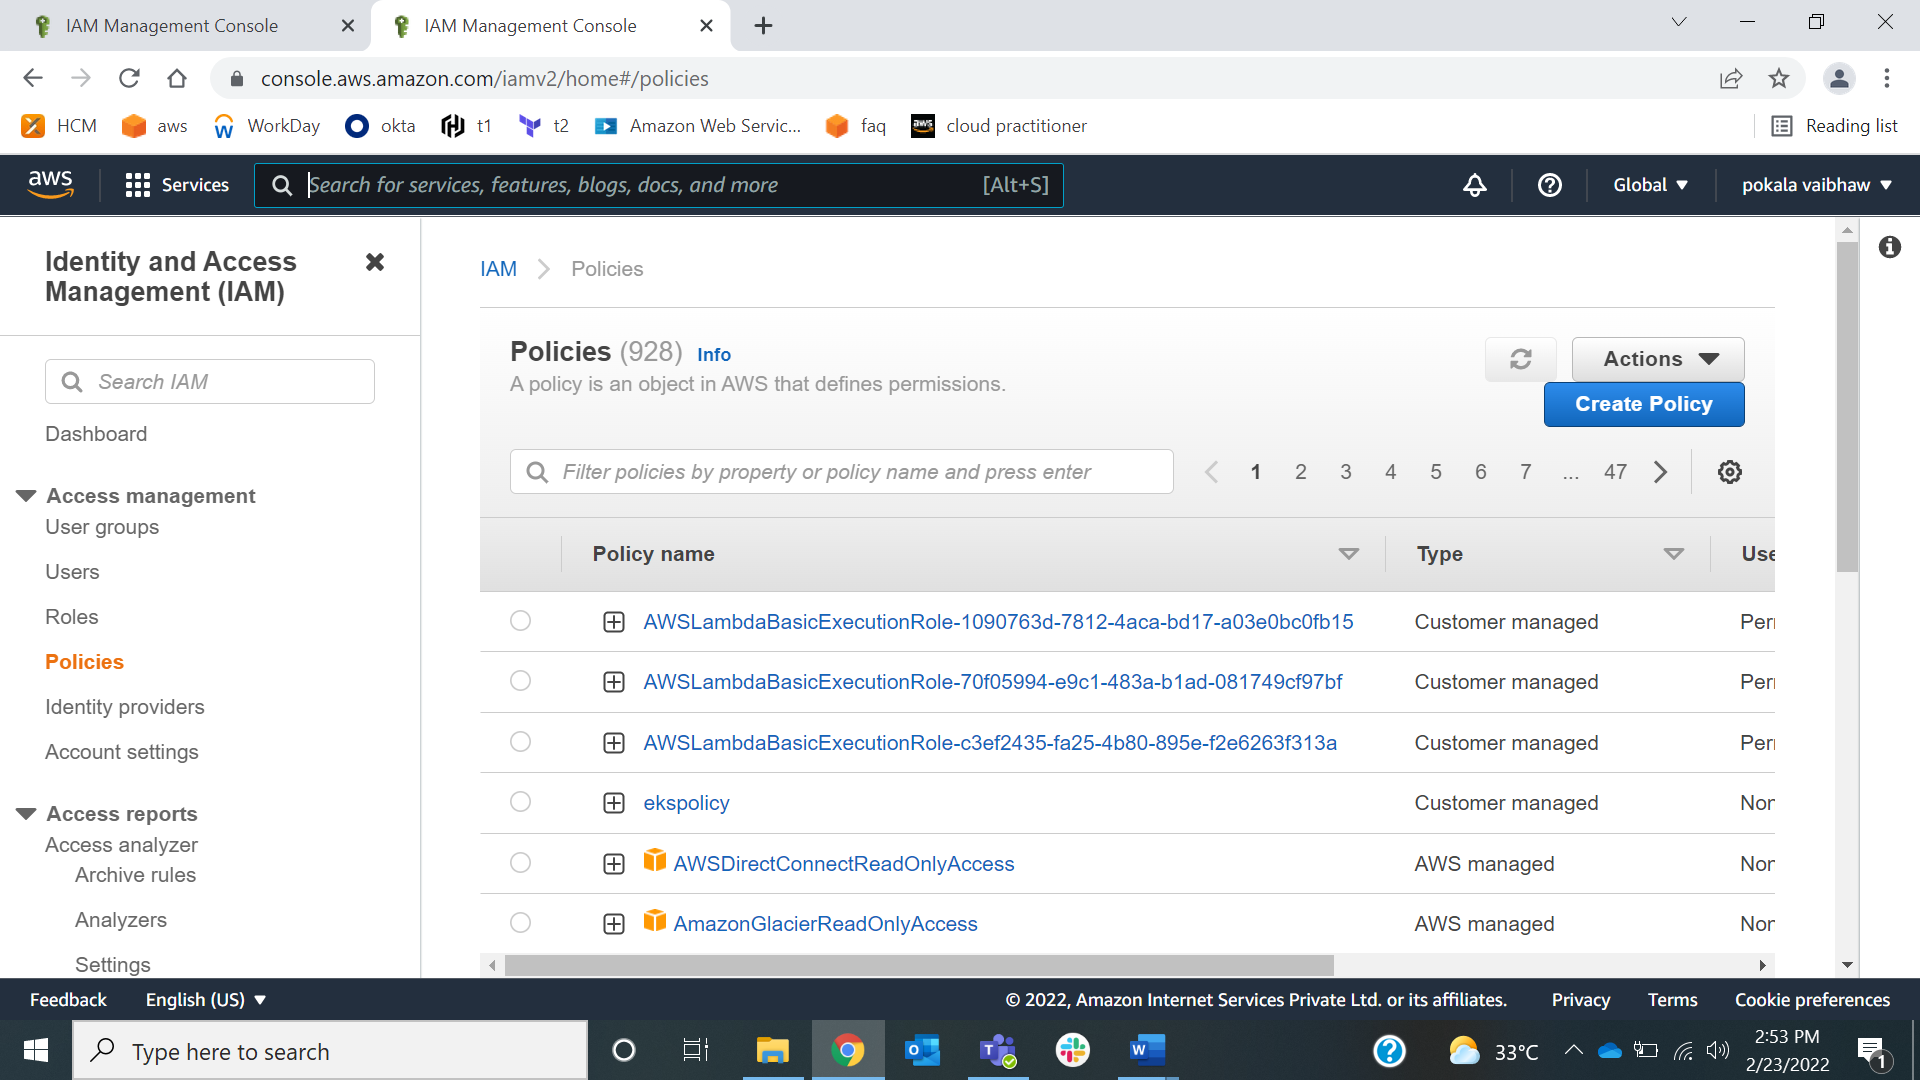 IAM Management Console
IAM Management Console
console.aws.amazon.com/iamv2/home#/policies
HCM
aws
WorkDay
okta
t1
t2
Amazon Web Servic...
faq
cloud practitioner
Reading list
aws
Services
Search for services, features, blogs, docs, and more
[Alt+S]
Global
pokala vaibhaw
Identity and Access
Management (IAM)
Search IAM
Dashboard
Access management
User groups
Users
Roles
Policies
Identity providers
Account settings
Access reports
Access analyzer
Archive rules
Analyzers
Settings
IAM
Policies
Policies (928) Info
A policy is an object in AWS that defines permissions.
Actions
Create Policy
Filter policies by property or policy name and press enter
1 2 3 4 5 6 7 ... 47
Policy name Type Use
AWSLambdaBasicExecutionRole-1090763d-7812-4aca-bd17-a03e0bc0fb15 Customer managed Per
AWSLambdaBasicExecutionRole-70f05994-e9c1-483a-b1ad-081749cf97bf Customer managed Per
AWSLambdaBasicExecutionRole-c3ef2435-fa25-4b80-895e-f2e6263f313a Customer managed Per
ekspolicy Customer managed Non
AWSDirectConnectReadOnlyAccess AWS managed Non
AmazonGlacierReadOnlyAccess AWS managed Non
Feedback
English (US)
© 2022, Amazon Internet Services Private Ltd. or its affiliates.
Privacy
Terms
Cookie preferences
Type here to search
33°C
2:53 PM
2/23/2022
1